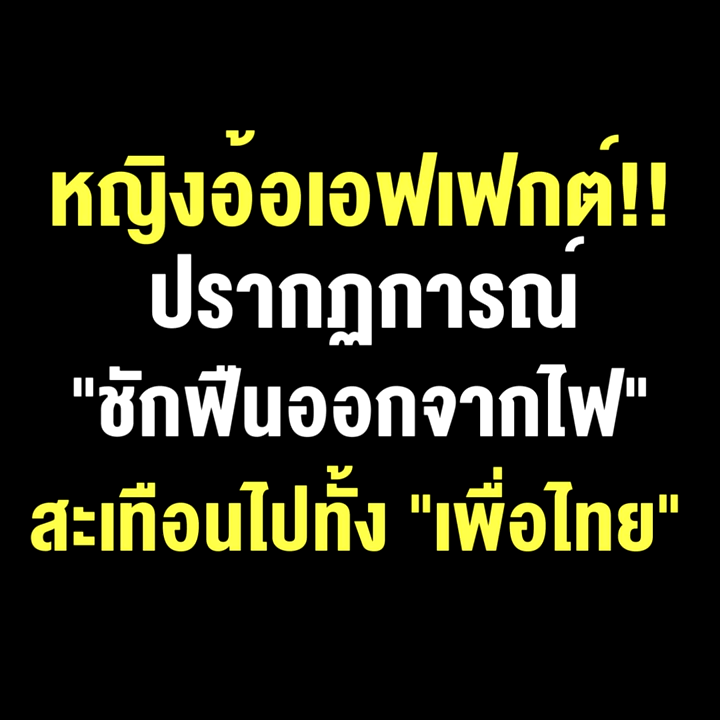 หญิงอ้อเอฟเฟกต์!!
ปรากฏการณ์
"ชักฟืนออกจากไฟ"
สะเทือนไปทั้ง "เพื่อไทย"